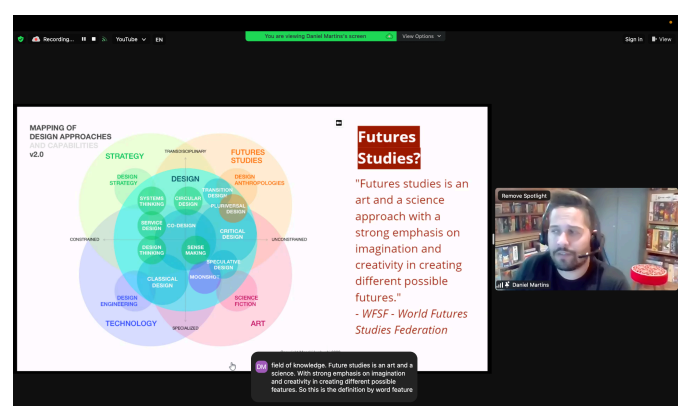 Recording...
YouTube
EN
You are viewing Daniel Martins's screen
View Options
Sign in
View
MAPPING OF
DESIGN APPROACHES
AND CAPABILITIES
v2.0
STRATEGY
TRANSDISCIPLINARY
FUTURES
STUDIES
DESIGN
STRATEGY
DESIGN
DESIGN
ANTHROPOLOGIES
SYSTEMS
THINKING
CIRCULAR
DESIGN
TRANSITION
DESIGN
PLURIVERSAL
DESIGN
SERVICE
DESIGN
CO-DESIGN
CRITICAL
DESIGN
CONSTRAINED
UNCONSTRAINED
DESIGN
THINKING
SENSE
MAKING
SPECULATIVE
DESIGN
CLASSICAL
DESIGN
MOONSHOT
DESIGN
ENGINEERING
SCIENCE
FICTION
TECHNOLOGY
SPECIALIZED
ART
Futures
Studies?
"Futures studies is an
art and a science
approach with a
strong emphasis on
imagination and
creativity in creating
different possible
futures."
- WFSF - World Futures
Studies Federation
Remove Spotlight
Daniel Martins
DM
field of knowledge. Future studies is an art and a
science. With strong emphasis on imagination
and creativity in creating different possible
features. So this is the definition by word feature